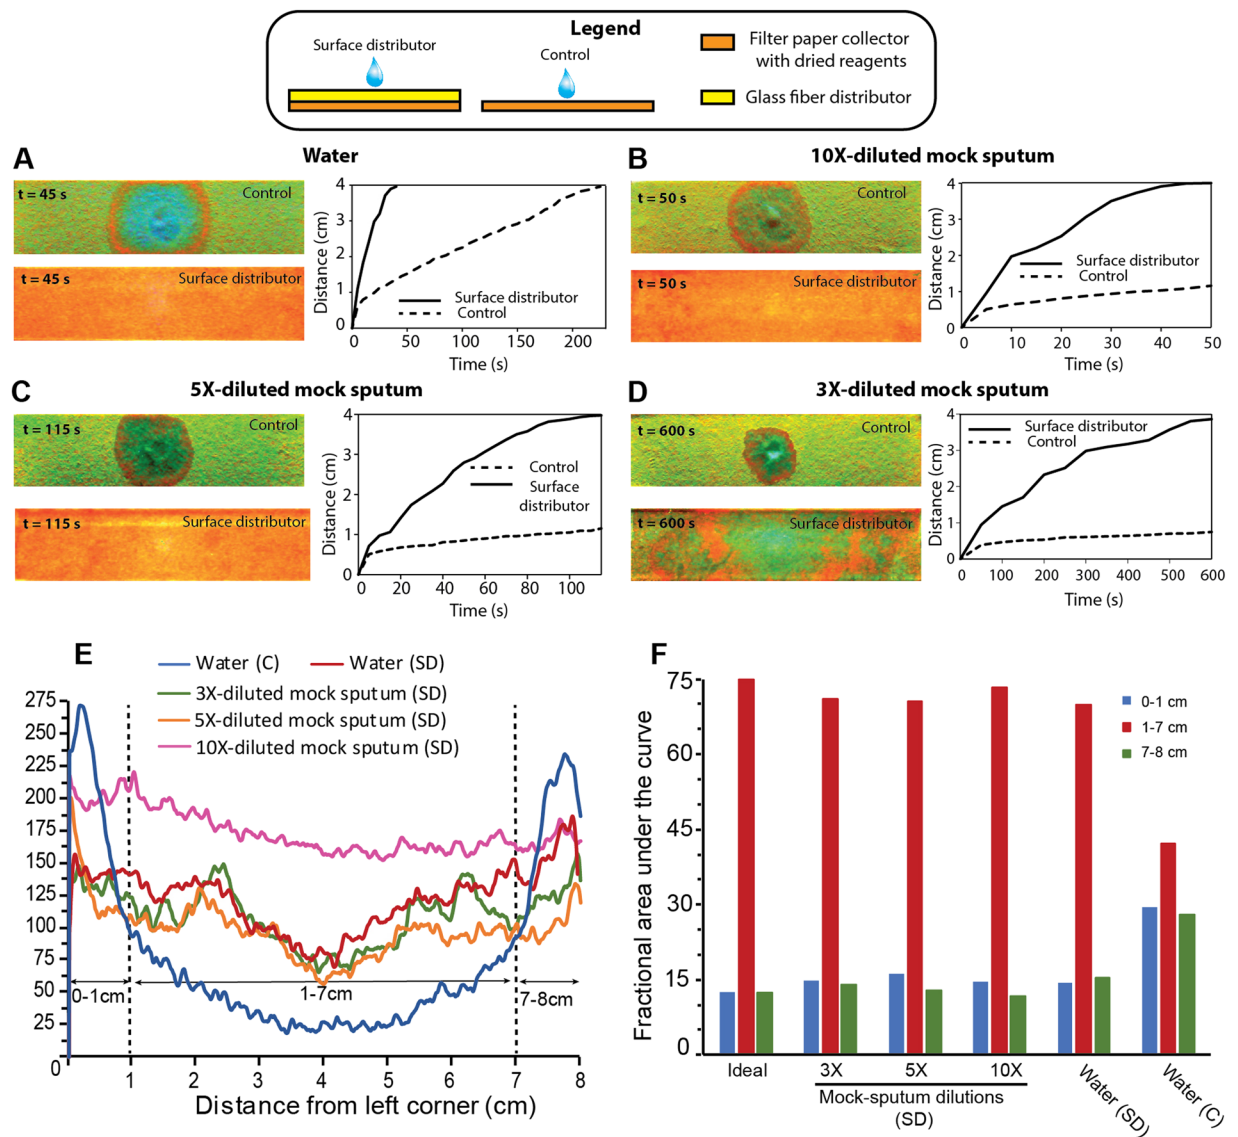 Legend
Surface distributor
Control
Filter paper collector
with dried reagents
Glass fiber distributor
A
Water
t = 45 s
Control
t = 45 s
Surface distributor
Distance (cm)
4
3
2
1
0
Surface distributor
Control
0 50 100 150 200
Time (s)
B
10X-diluted mock sputum
t = 50 s
Control
t = 50 s
Surface distributor
Distance (cm)
4
3
2
1
0
Surface distributor
Control
0 10 20 30 40 50
Time (s)
C
5X-diluted mock sputum
t = 115 s
Control
t = 115 s
Surface distributor
Distance (cm)
4
3
2
1
0
Control
Surface
distributor
0 20 40 60 80 100
Time (s)
D
3X-diluted mock sputum
t = 600 s
Control
t = 600 s
Surface distributor
Distance (cm)
4
3
2
1
0
Surface distributor
Control
0 100 200 300 400 500 600
Time (s)
E
Water (C)
Water (SD)
3X-diluted mock sputum (SD)
5X-diluted mock sputum (SD)
10X-diluted mock sputum (SD)
275
250
225
200
175
150
125
100
75
50
25
0
0-1cm
1-7cm
7-8cm
1 2 3 4 5 6 7 8
Distance from left corner (cm)
F
Fractional area under the curve
75
60
45
30
15
0
0-1 cm
1-7 cm
7-8 cm
Ideal
3X
5X
10X
Mock-sputum dilutions
(SD)
Water (SD)
Water (C)